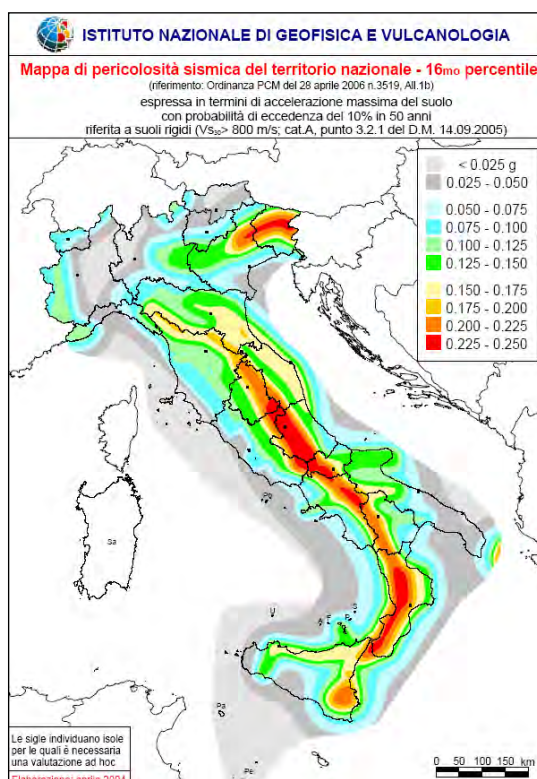 ISTITUTO NAZIONALE DI GEOFISICA E VULCANOLOGIA
Mappa di pericolosità sismica del territorio nazionale - 16mo percentile
(riferimento: Ordinanza PCM del 28 aprile 2006 n.3519, All.1b)
espressa in termini di accelerazione massima del suolo
con probabilità di eccedenza del 10% in 50 anni
riferita a suoli rigidi (Vs30> 800 m/s; cat.A, punto 3.2.1 del D.M. 14.09.2005)
< 0.025 g
0.025 - 0.050
0.050 - 0.075
0.075 - 0.100
0.100 - 0.125
0.125 - 0.150
0.150 - 0.175
0.175 - 0.200
0.200 - 0.225
0.225 - 0.250
Sa
U
Pa
Pe
Le sigle individuano isole
per le quali è necessaria
una valutazione ad hoc
Elaborazione: aprile 2004
0 50 100 150 km